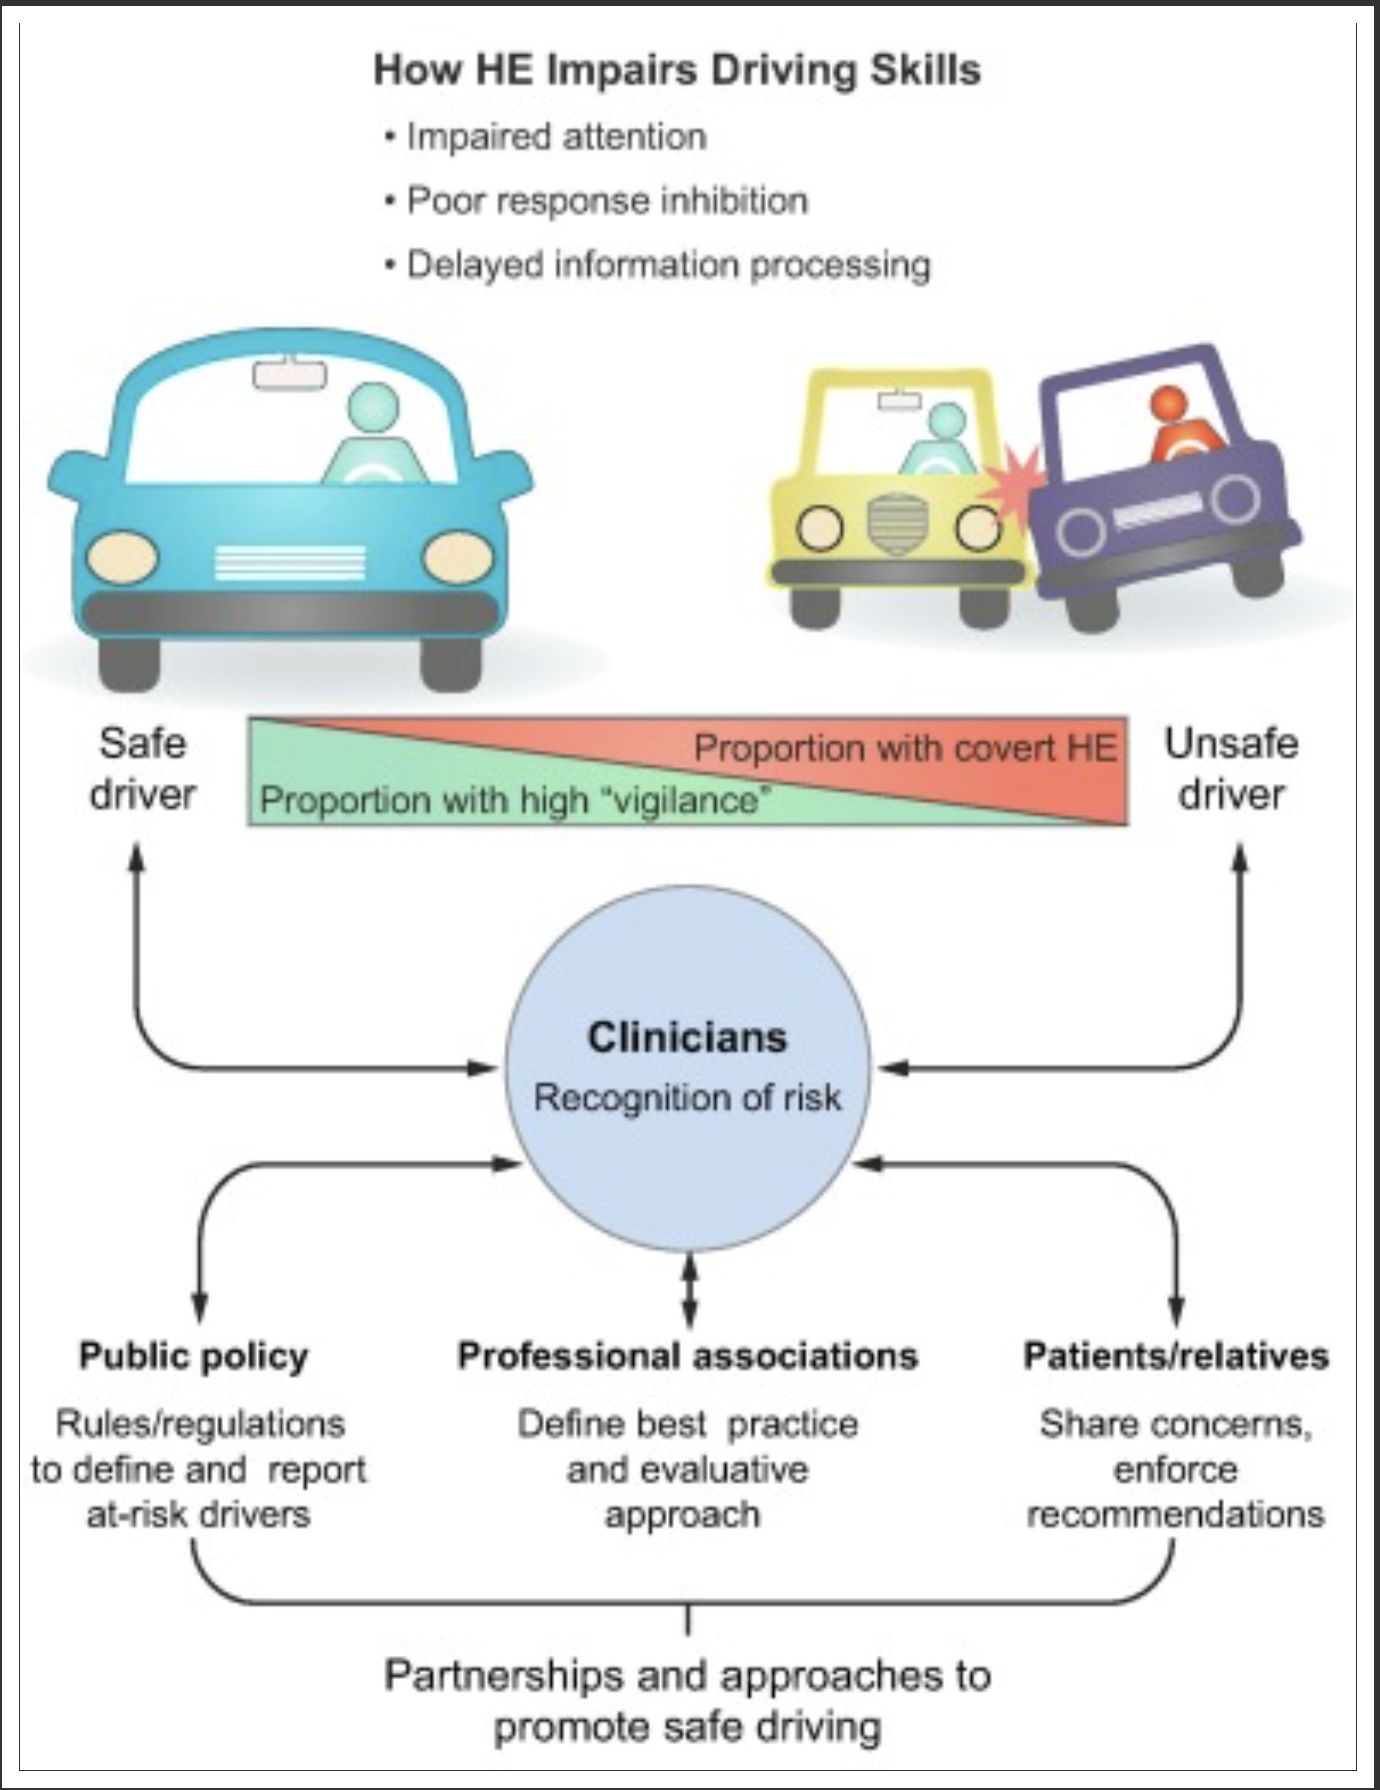 How HE Impairs Driving Skills
• Impaired attention
• Poor response inhibition
• Delayed information processing
Safe
driver
Proportion with covert HE
Proportion with high “vigilance”
Unsafe
driver
Clinicians
Recognition of risk
Public policy
Rules/regulations
to define and report
at-risk drivers
Professional associations
Define best practice
and evaluative
approach
Patients/relatives
Share concerns,
enforce
recommendations
Partnerships and approaches to
promote safe driving